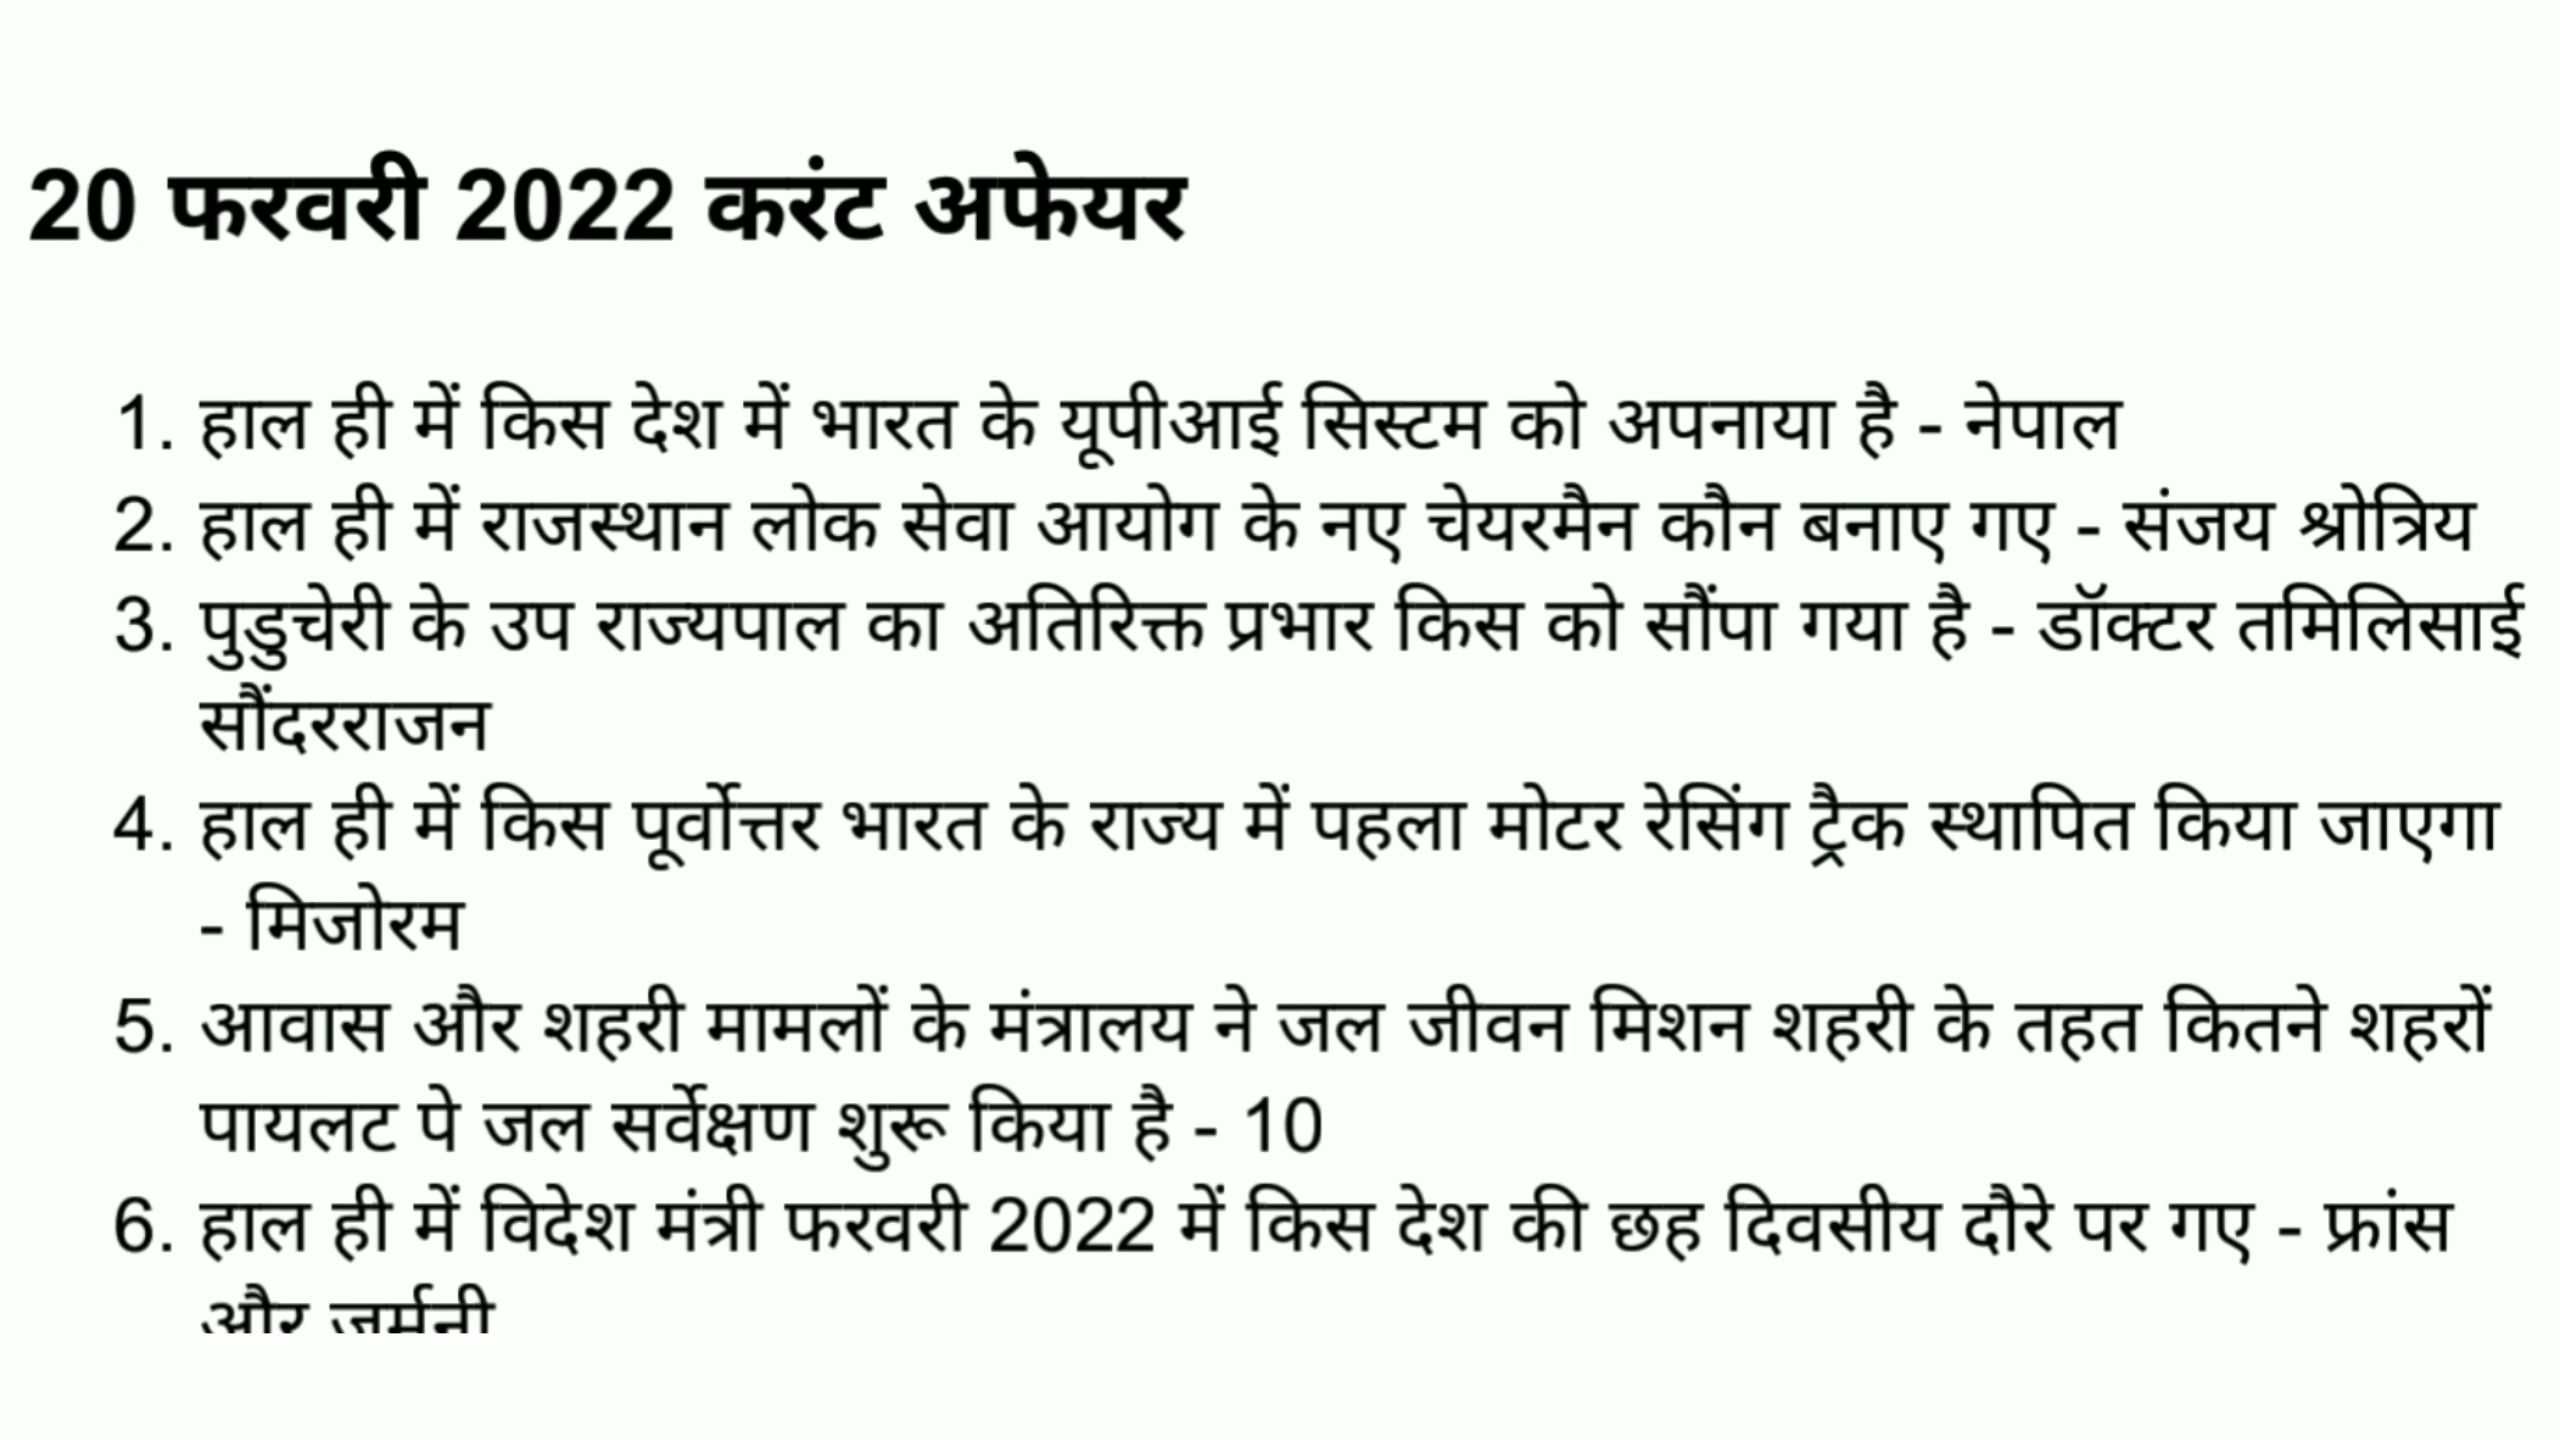 20 फरवरी 2022 करंट अफेयर
1. हाल ही में किस देश में भारत के यूपीआई सिस्टम को अपनाया है - नेपाल
2. हाल ही में राजस्थान लोक सेवा आयोग के नए चेयरमैन कौन बनाए गए - संजय श्रोत्रिय
3. पुडुचेरी के उप राज्यपाल का अतिरिक्त प्रभार किस को सौंपा गया है - डॉक्टर तमिलिसाई
सौंदरराजन
4. हाल ही में किस पूर्वोत्तर भारत के राज्य में पहला मोटर रेसिंग ट्रैक स्थापित किया जाएगा
- मिजोरम
5. आवास और शहरी मामलों के मंत्रालय ने जल जीवन मिशन शहरी के तहत कितने शहरों
पायलट पे जल सर्वेक्षण शुरू किया है - 10
6. हाल ही में विदेश मंत्री फरवरी 2022 में किस देश की छह दिवसीय दौरे पर गए - फ्रांस
और जर्मनी